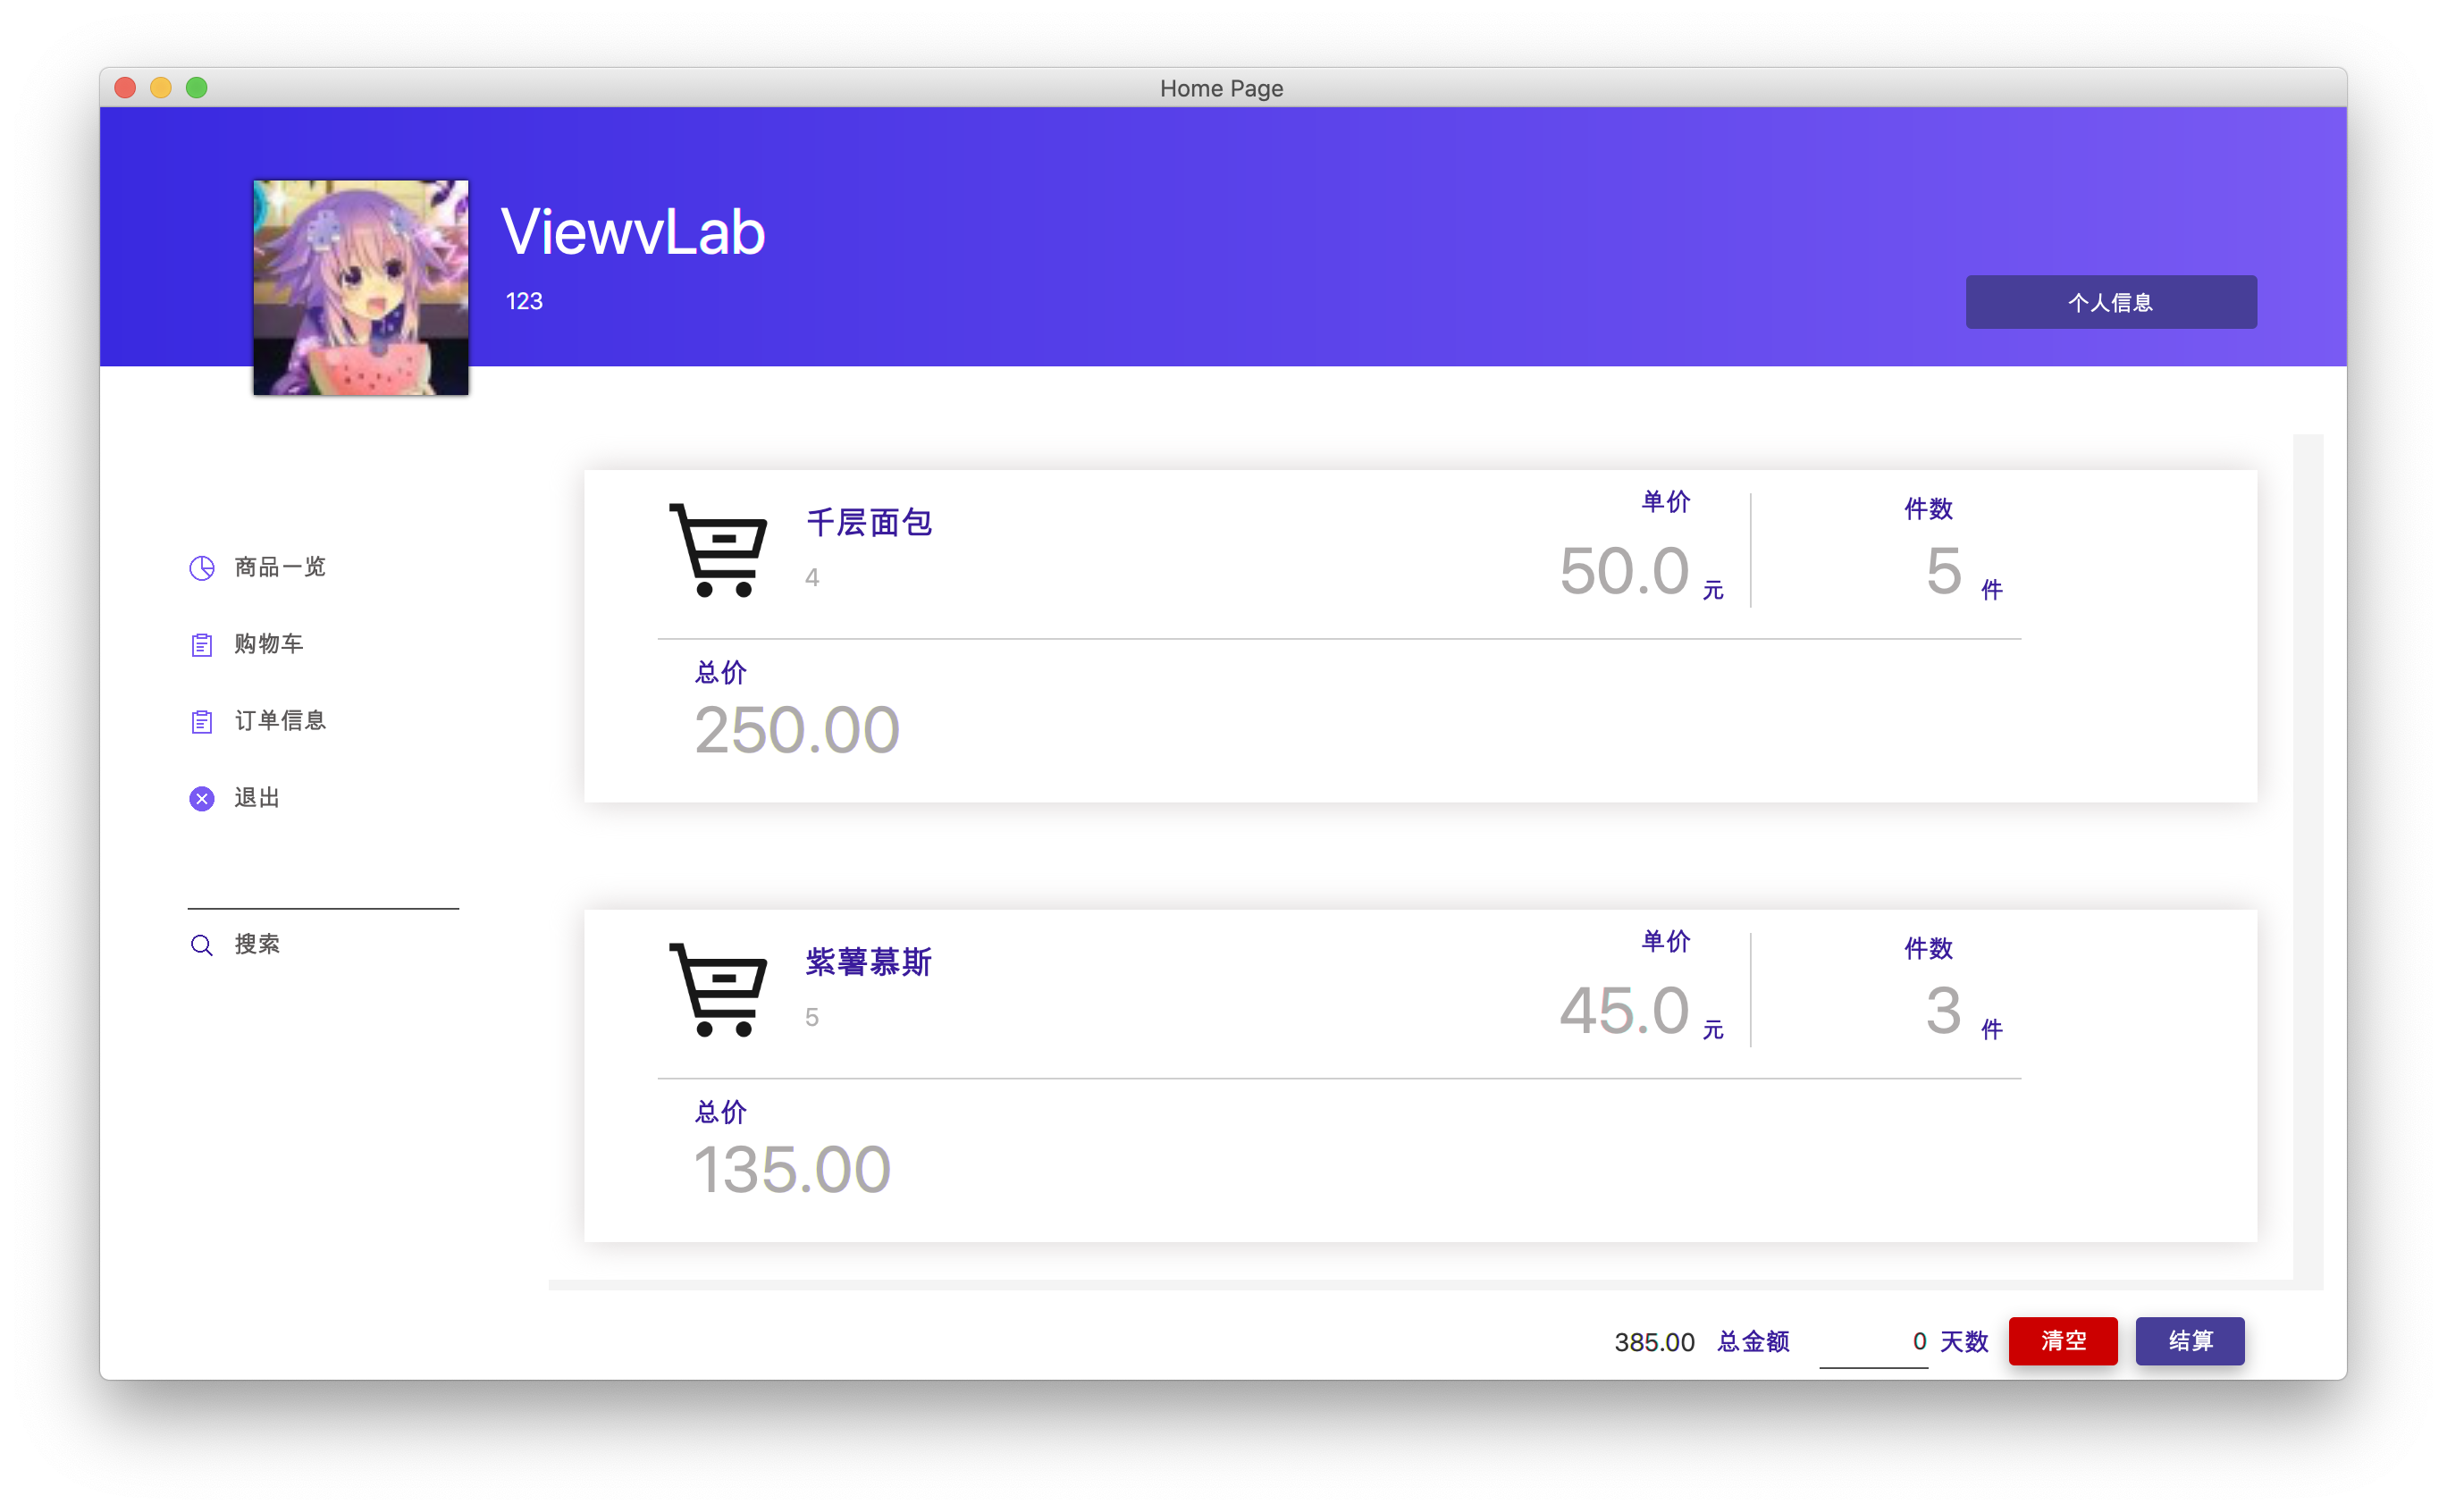 Home Page
ViewvLab
123
个人信息
商品一览
购物车
订单信息
退出
搜索
千层面包
4
单价
50.0 元
件数
5 件
总价
250.00
紫薯慕斯
5
单价
45.0 元
件数
3 件
总价
135.00
385.00 总金额 0 天数 清空 结算